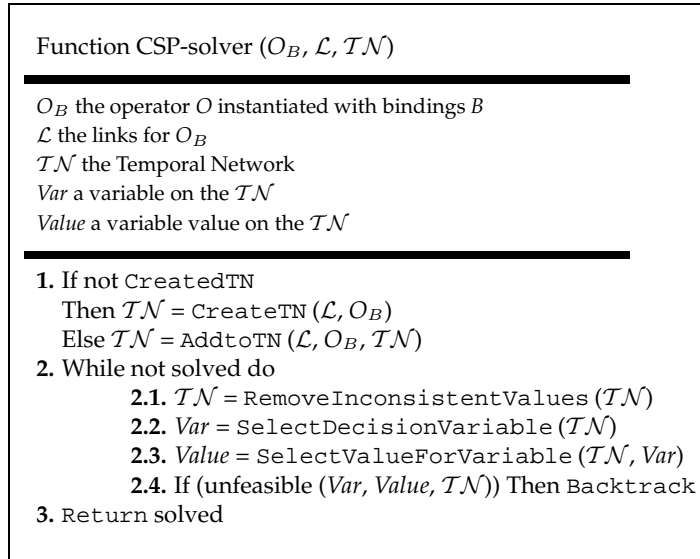 Function CSP-solver (O_B, ℒ, 𝒯𝒩)
O_B the operator O instantiated with bindings B
ℒ the links for O_B
𝒯𝒩 the Temporal Network
Var a variable on the 𝒯𝒩
Value a variable value on the 𝒯𝒩
1. If not CreatedTN
Then 𝒯𝒩 = CreateTN (ℒ, O_B)
Else 𝒯𝒩 = AddtoTN (ℒ, O_B, 𝒯𝒩)
2. While not solved do
2.1. 𝒯𝒩 = RemoveInconsistentValues (𝒯𝒩)
2.2. Var = SelectDecisionVariable (𝒯𝒩)
2.3. Value = SelectValueForVariable (𝒯𝒩, Var)
2.4. If (unfeasible (Var, Value, 𝒯𝒩)) Then Backtrack
3. Return solved